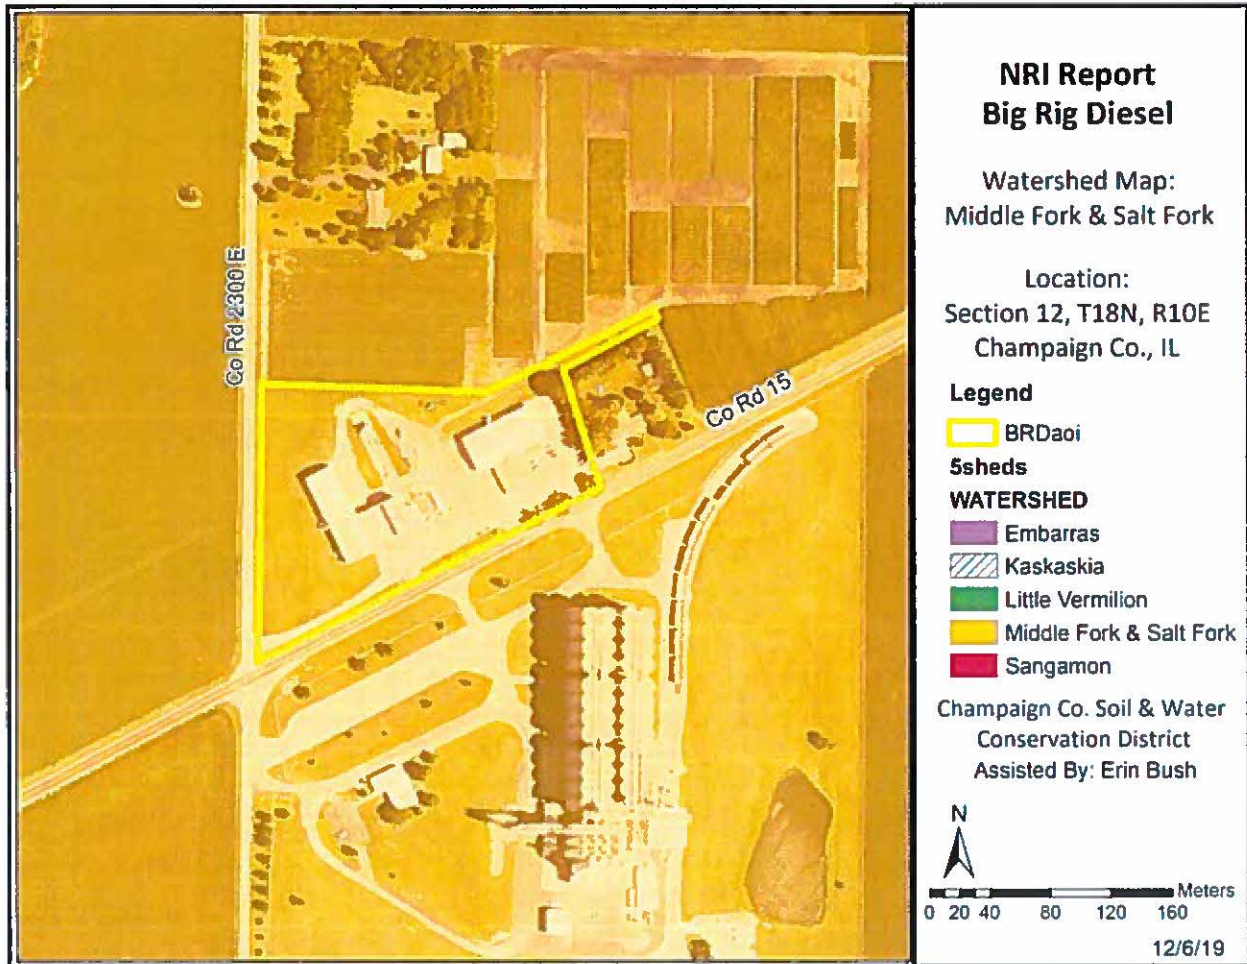 NRI Report
Big Rig Diesel
Watershed Map:
Middle Fork & Salt Fork
Location:
Section 12, T18N, R10E
Champaign Co., IL
Legend
BRDaoi
5sheds
WATERSHED
Embarras
Kaskaskia
Little Vermilion
Middle Fork & Salt Fork
Sangamon
Champaign Co. Soil & Water
Conservation District
Assisted By: Erin Bush
N
Meters
0 20 40 80 120 160
12/6/19
Co Rd 2300 E
Co Rd 15